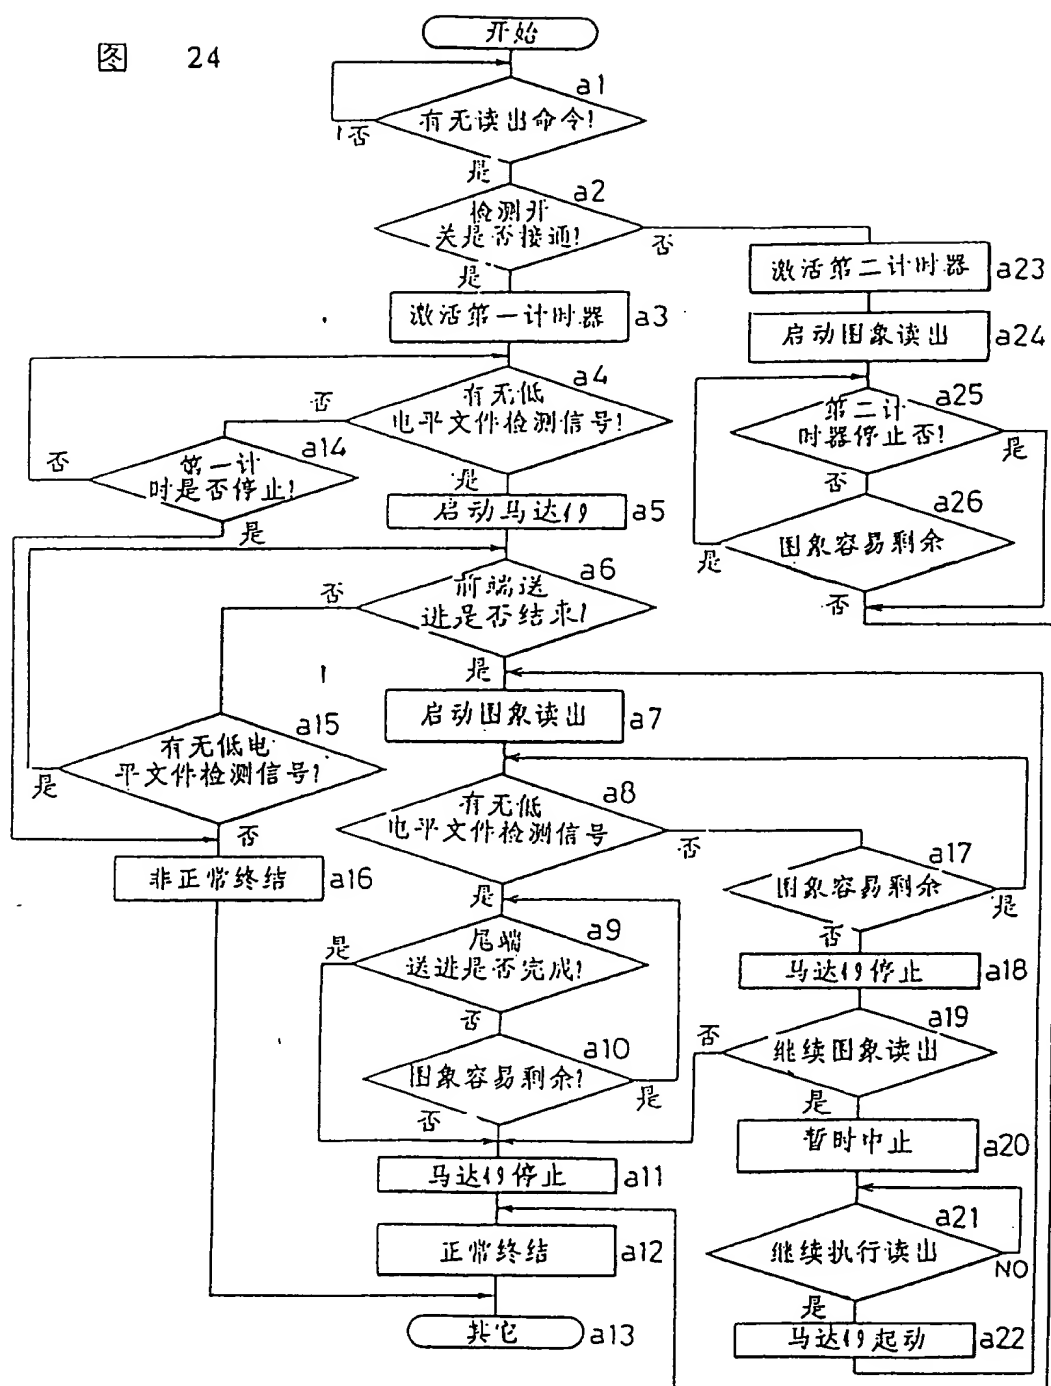 图 24
开始
a1
有无读出命令!
否
是
a2
检测开
关是否接通!
否
是
激活第二计时器
a23
激活第一计时器
a3
启动图象读出
a24
a4
有无低
电平文件检测信号!
否
是
a25
第二计
时器停止否!
是
否
a14
第一计
时是否停止!
否
是
启动马达19
a5
a26
图象容易剩余
是
否
a6
前端送
进是否结束!
否
是
启动图象读出
a7
a15
有无低电
平文件检测信号?
是
否
a8
有无低
电平文件检测信号
否
是
a17
图象容易剩余
是
否
非正常终结
a16
a9
尾端
送进是否完成!
是
否
马达19停止
a18
a19
继续图象读出
否
是
a10
图象容易剩余?
是
否
暂时中止
a20
马达19停止
a11
a21
继续执行读出
NO
是
正常终结
a12
其它
a13
马达19起动
a22